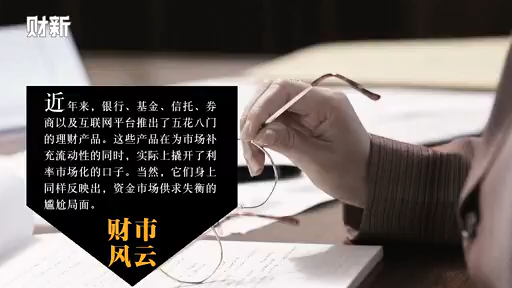 财新
近年来，银行、基金、信托、券
商以及互联网平台推出了五花八门
的理财产品。这些产品在为市场补
充流动性的同时，实际上撬开了利
率市场化的口子。当然，它们身上
同样反映出，资金市场供求失衡的
尴尬局面。
财市
风云